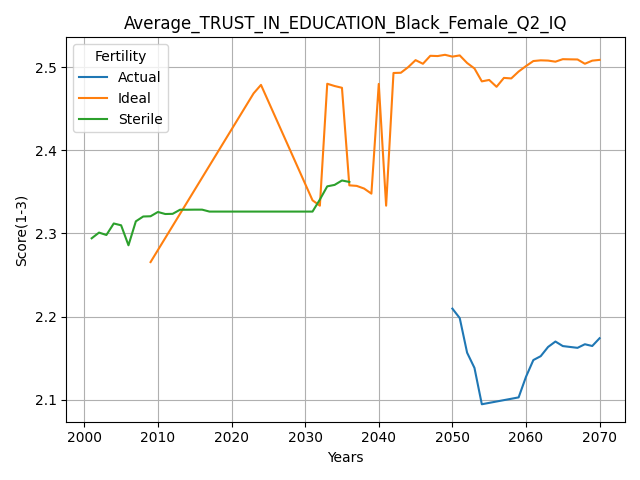 Average_TRUST_IN_EDUCATION_Black_Female_Q2_IQ
Fertility
Actual
Ideal
Sterile
Score(1-3)
2.5
2.4
2.3
2.2
2.1
2000 2010 2020 2030 2040 2050 2060 2070
Years